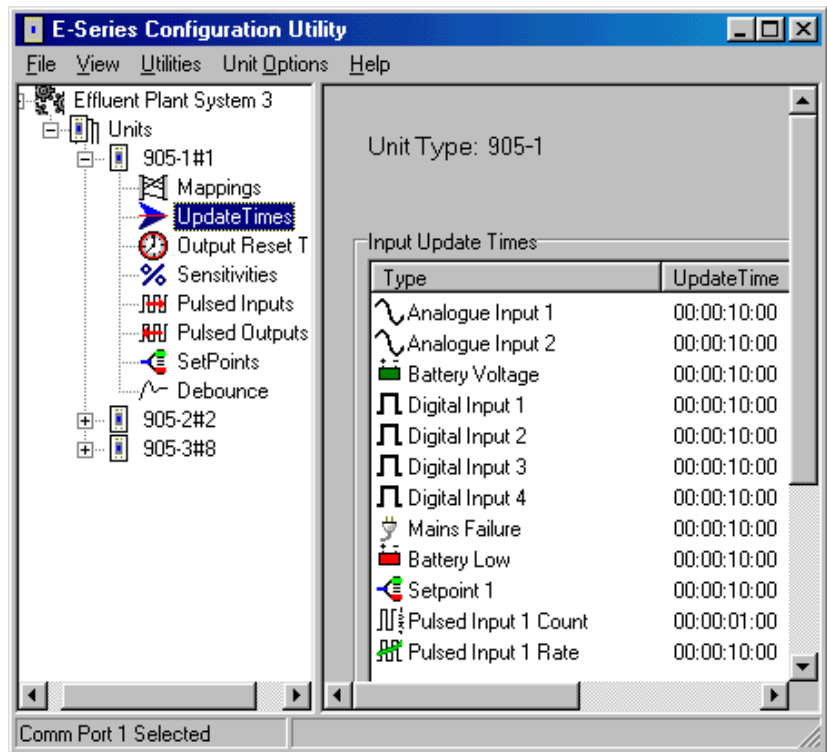 E-Series Configuration Utility
File View Utilities Unit Options Help
Effluent Plant System 3
Units
905-1#1
Mappings
UpdateTimes
Output Reset T
Sensitivities
Pulsed Inputs
Pulsed Outputs
SetPoints
Debounce
905-2#2
905-3#8
Unit Type: 905-1
Input Update Times
Type UpdateTime
Analogue Input 1 00:00:10:00
Analogue Input 2 00:00:10:00
Battery Voltage 00:00:10:00
Digital Input 1 00:00:10:00
Digital Input 2 00:00:10:00
Digital Input 3 00:00:10:00
Digital Input 4 00:00:10:00
Mains Failure 00:00:10:00
Battery Low 00:00:10:00
Setpoint 1 00:00:10:00
Pulsed Input 1 Count 00:00:01:00
Pulsed Input 1 Rate 00:00:10:00
Comm Port 1 Selected